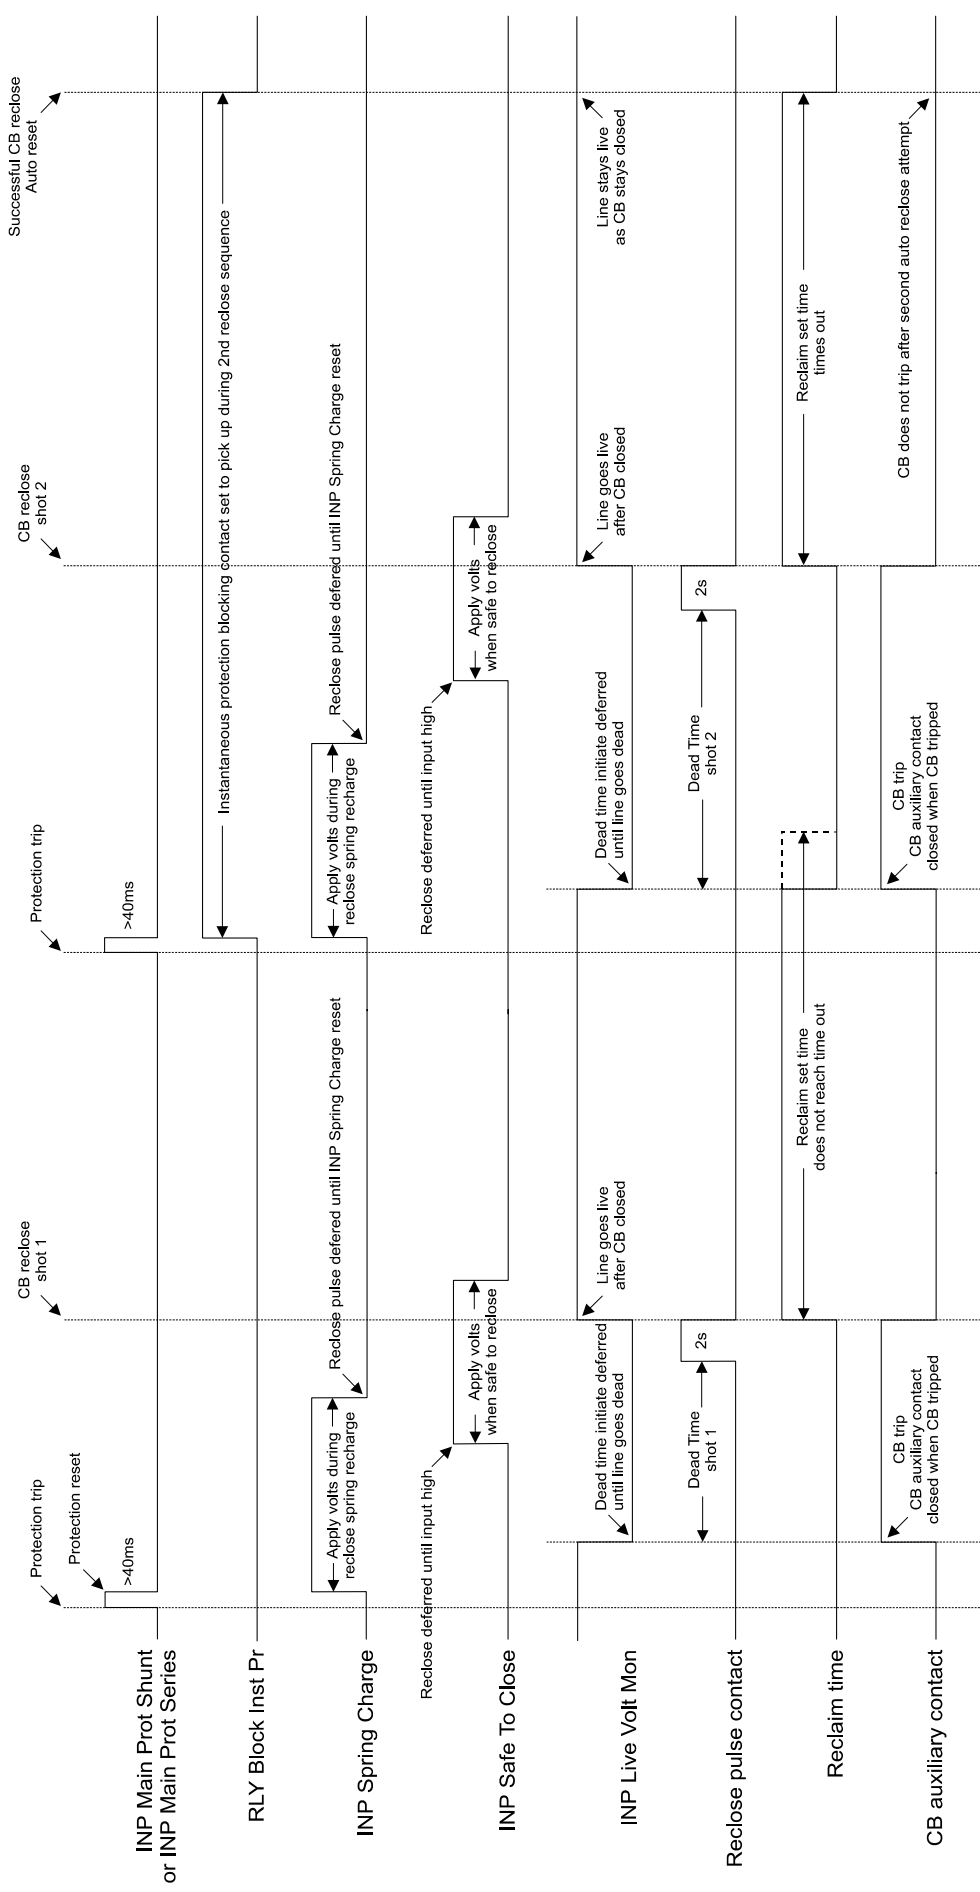 Protection trip
Protection reset
CB reclose
shot 1
Protection trip
CB reclose
shot 2
Successful CB reclose
Auto reset
INP Main Prot Shunt
or INP Main Prot Series
>40ms
>40ms
RLY Block Inst Pr
Instantaneous protection blocking contact set to pick up during 2nd reclose sequence
INP Spring Charge
Apply volts during
reclose spring recharge
Reclose pulse defered until INP Spring Charge reset
Apply volts during
reclose spring recharge
Reclose pulse defered until INP Spring Charge reset
INP Safe To Close
Reclose deferred until input high
Apply volts
when safe to reclose
Reclose deferred until input high
Apply volts
when safe to reclose
INP Live Volt Mon
Dead time initiate deferred
until line goes dead
Line goes live
after CB closed
Dead time initiate deferred
until line goes dead
Line goes live
after CB closed
Line stays live
as CB stays closed
Reclose pulse contact
Dead Time
shot 1
2s
Dead Time
shot 2
2s
Reclaim time
Reclaim set time
does not reach time out
Reclaim set time
times out
CB auxiliary contact
CB trip
CB auxiliary contact
closed when CB tripped
CB trip
CB auxiliary contact
closed when CB tripped
CB does not trip after second auto reclose attempt